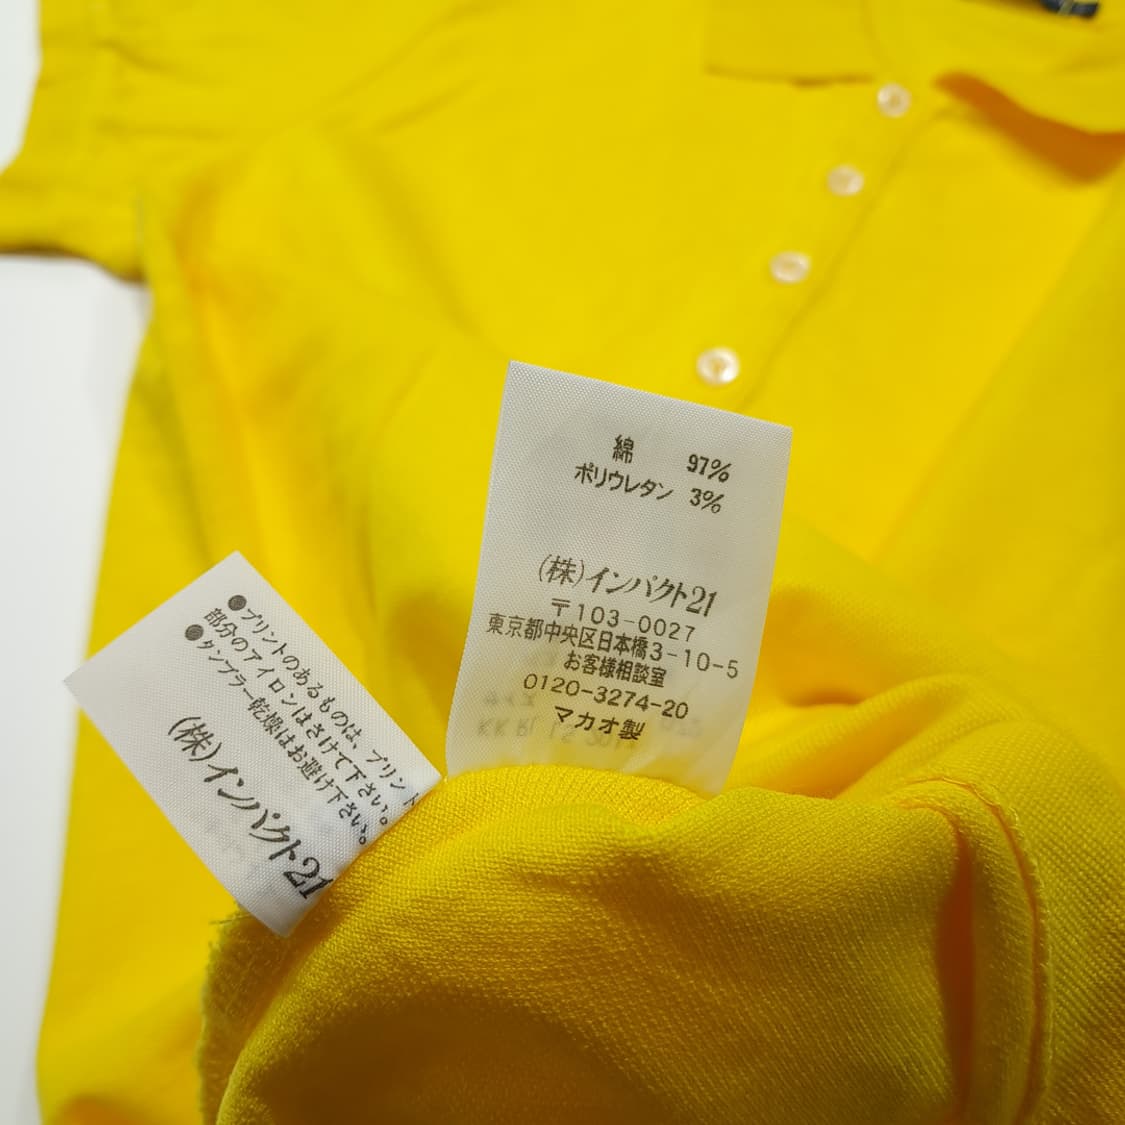 綿 97%
ポリウレタン 3%
(株)インパクト21
〒103-0027
東京都中央区日本橋3-10-5
お客様相談室
0120-3274-20
マカオ製
●プリントのあるものは、プリント
部分のアイロンはさけて下さい。
●タンブラー乾燥はお避け下さい。
(株)インパクト21